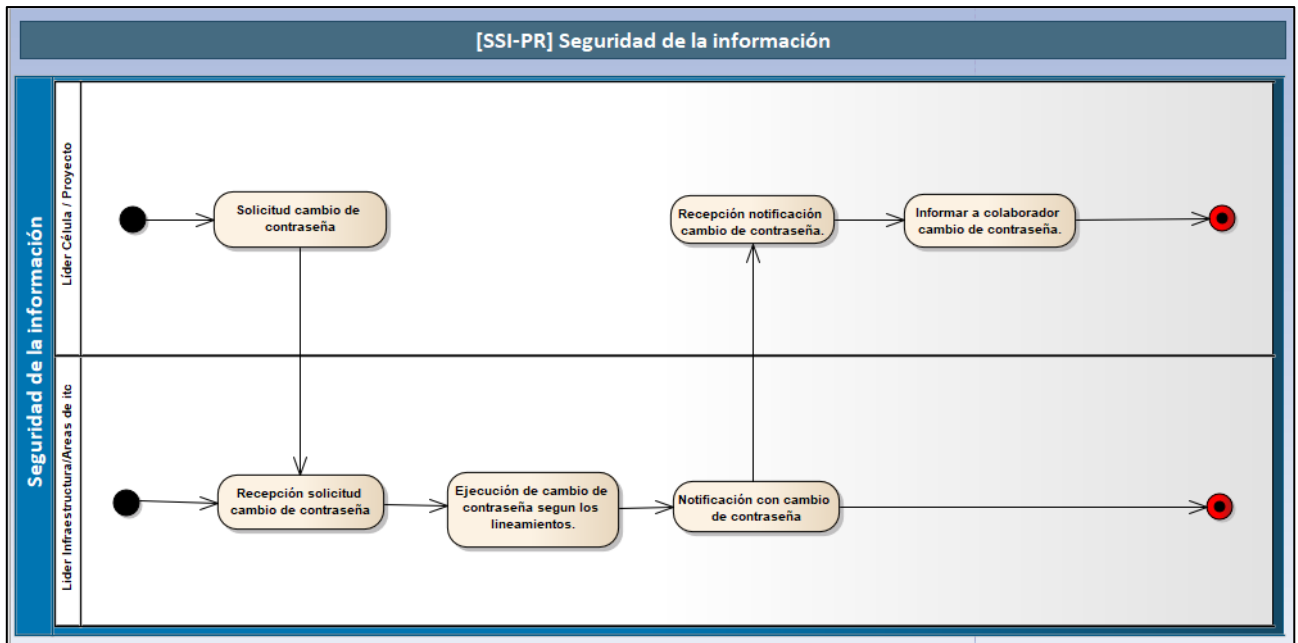 [SSI-PR] Seguridad de la información
Seguridad de la información
Líder Célula / Proyecto
Solicitud cambio de
contraseña
Recepción notificación
cambio de contraseña.
Informar a colaborador
cambio de contraseña.
Lider Infraestructura/Areas de itc
Recepción solicitud
cambio de contraseña
Ejecución de cambio de
contraseña segun los
lineamientos.
Notificación con cambio
de contraseña